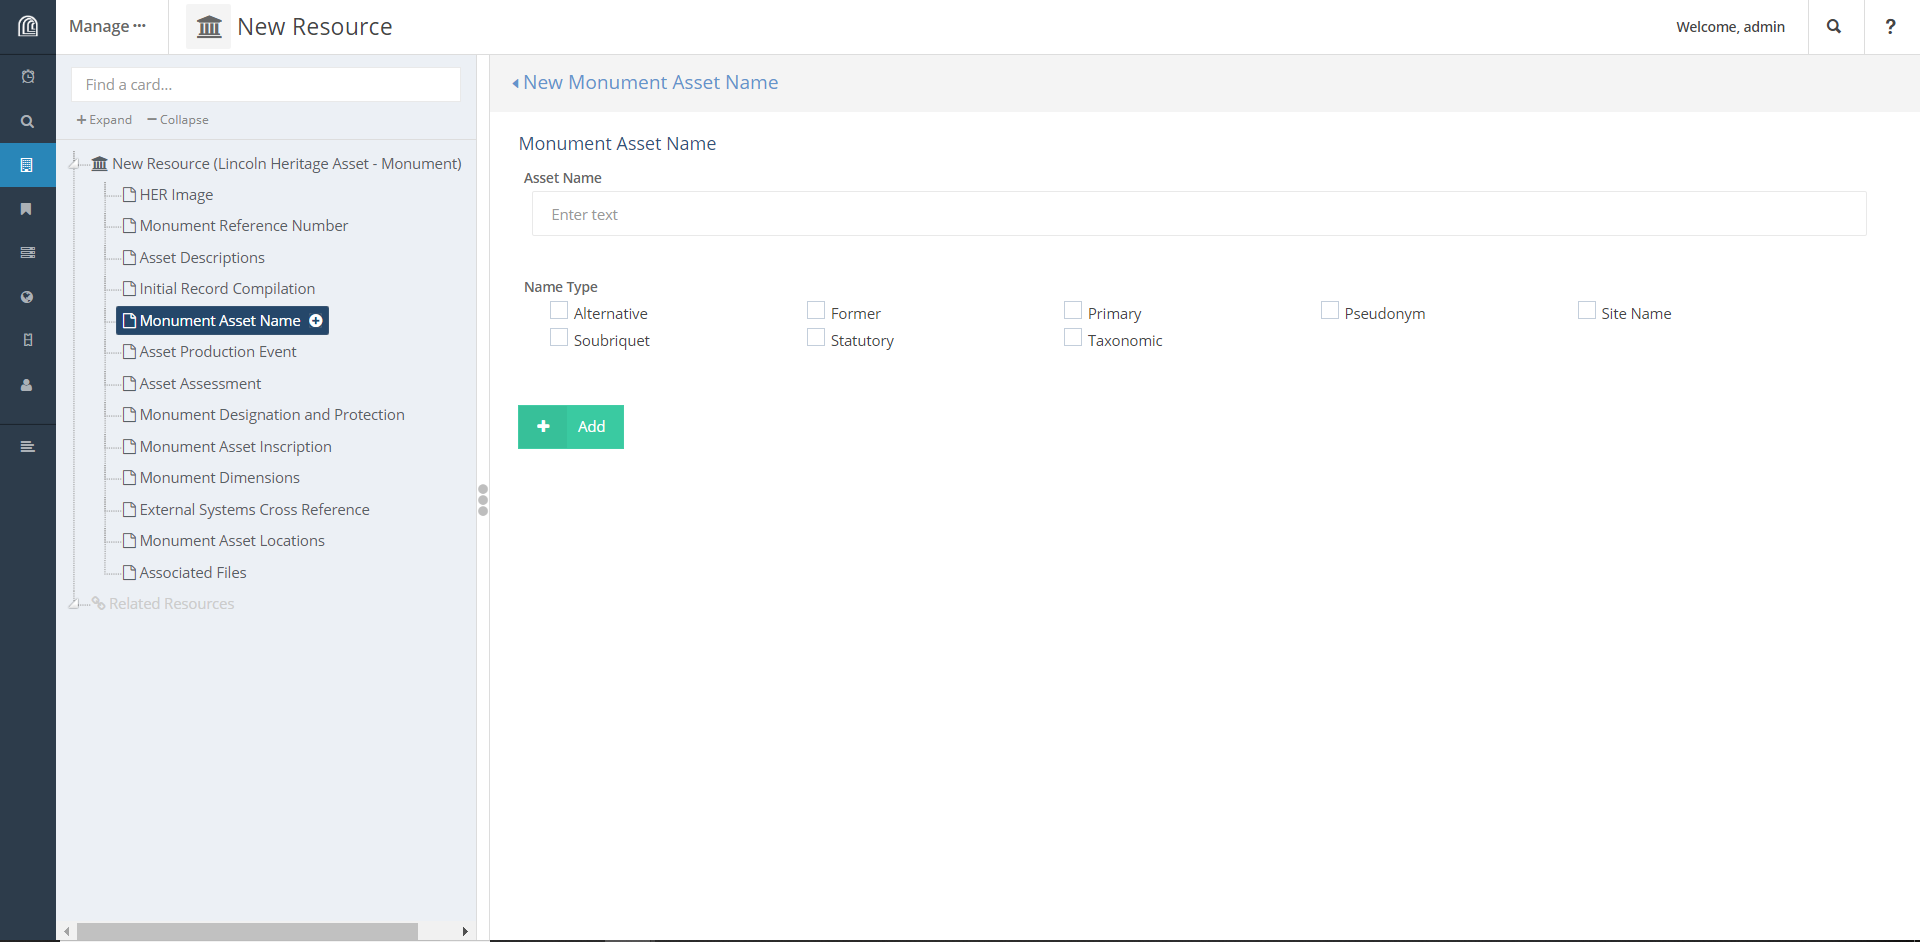 Manage
New Resource
Welcome, admin
?
Find a card...
Expand
Collapse
New Resource (Lincoln Heritage Asset - Monument)
HER Image
Monument Reference Number
Asset Descriptions
Initial Record Compilation
Monument Asset Name
Asset Production Event
Asset Assessment
Monument Designation and Protection
Monument Asset Inscription
Monument Dimensions
External Systems Cross Reference
Monument Asset Locations
Associated Files
Related Resources
New Monument Asset Name
Monument Asset Name
Asset Name
Enter text
Name Type
Alternative Former Primary Pseudonym Site Name
Soubriquet Statutory Taxonomic
Add